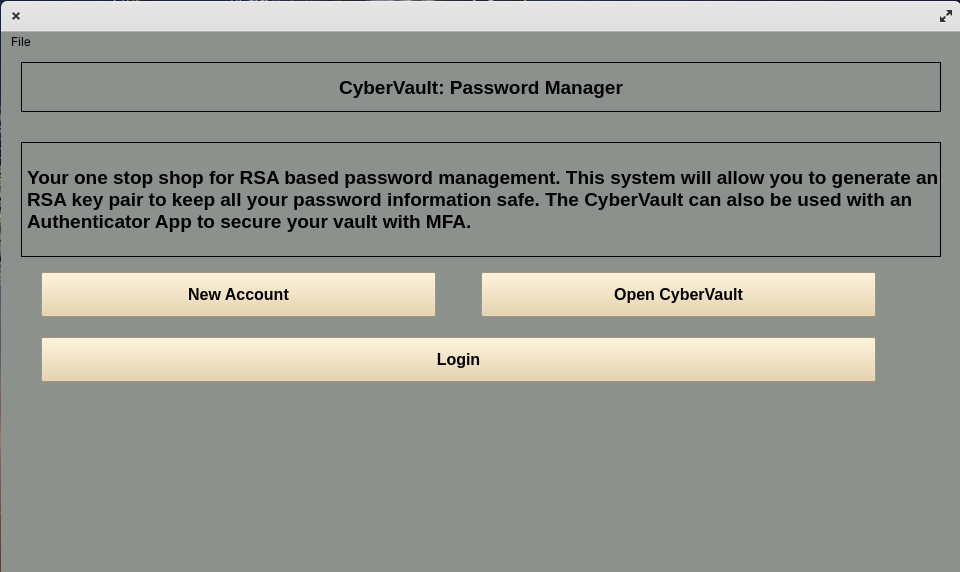 File
CyberVault: Password Manager
Your one stop shop for RSA based password management. This system will allow you to generate an
RSA key pair to keep all your password information safe. The CyberVault can also be used with an
Authenticator App to secure your vault with MFA.
New Account
Open CyberVault
Login